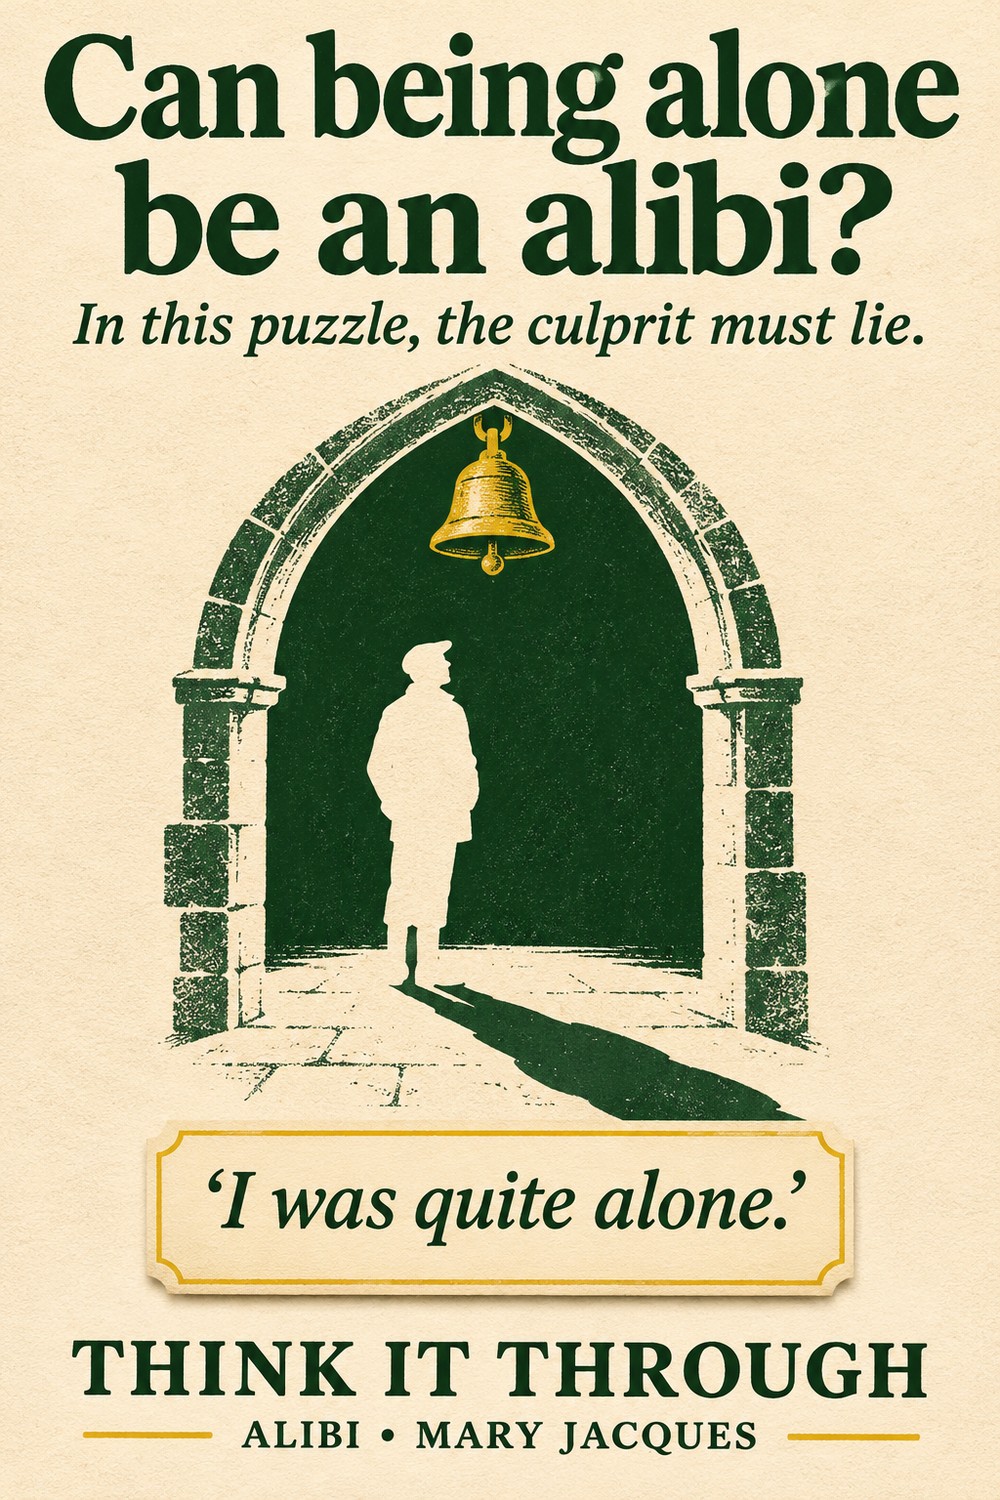 Can being alone
be an alibi?
In this puzzle, the culprit must lie.
‘I was quite alone.’
THINK IT THROUGH
ALIBI • MARY JACQUES